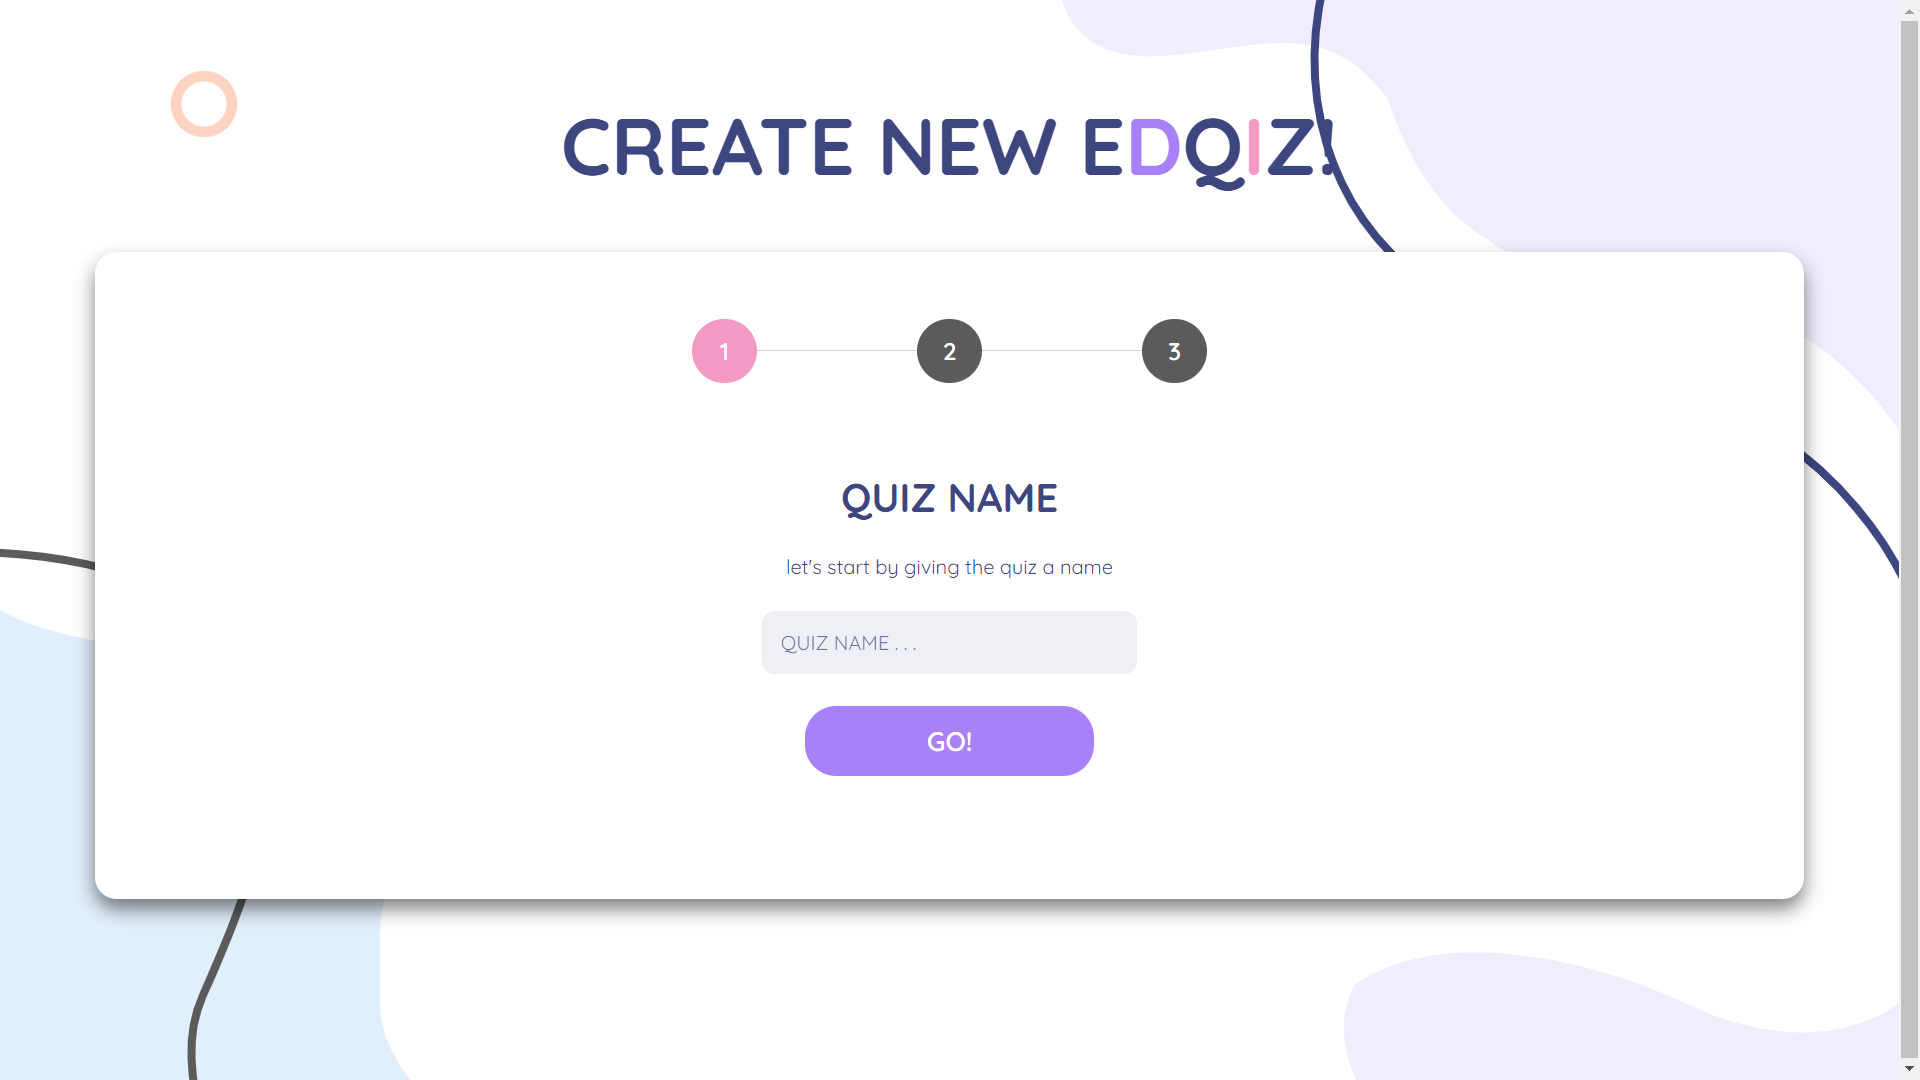 CREATE NEW EDQIZ!
1 2 3
QUIZ NAME
let's start by giving the quiz a name
QUIZ NAME . . .
GO!